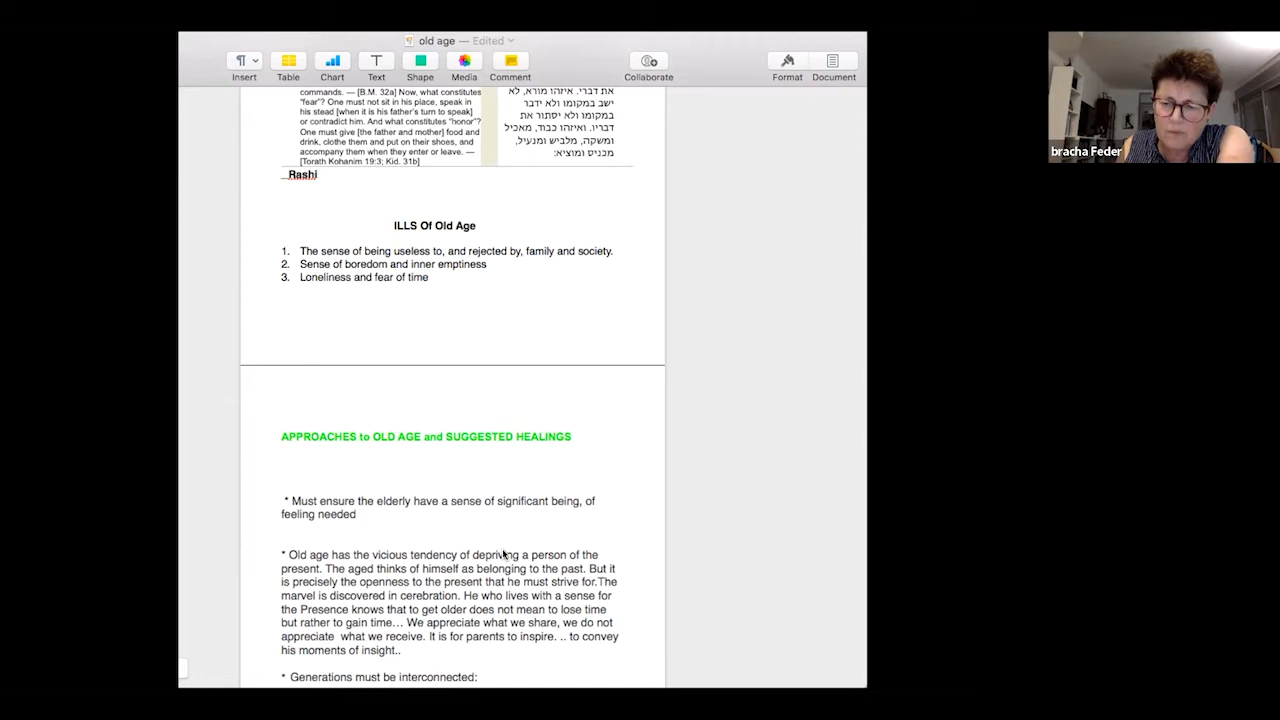 old age — Edited
Insert
Table
Chart
Text
Shape
Media
Comment
Collaborate
Format
Document
commands. — [B.M. 32a] Now, what constitutes
"fear"? One must not sit in his place, speak in
his stead [when it is his father's turn to speak]
or contradict him. And what constitutes "honor"?
One must give [the father and mother] food and
drink, clothe them and put on their shoes, and
accompany them when they enter or leave. —
[Torath Kohanim 19:3; Kid. 31b]
את דברי. איזהו מורא, לא
ישב במקומו ולא ידבר
במקומו ולא יסתור את
דבריו. ואיזהו כבוד, מאכיל
ומשקה, מלביש ומנעיל,
מכניס ומוציא:
Rashi
ILLS Of Old Age
1. The sense of being useless to, and rejected by, family and society.
2. Sense of boredom and inner emptiness
3. Loneliness and fear of time
APPROACHES to OLD AGE and SUGGESTED HEALINGS
* Must ensure the elderly have a sense of significant being, of
feeling needed
* Old age has the vicious tendency of depriving a person of the
present. The aged thinks of himself as belonging to the past. But it
is precisely the openness to the present that he must strive for.The
marvel is discovered in cerebration. He who lives with a sense for
the Presence knows that to get older does not mean to lose time
but rather to gain time... We appreciate what we share, we do not
appreciate what we receive. It is for parents to inspire. .. to convey
his moments of insight..
* Generations must be interconnected:
bracha Feder